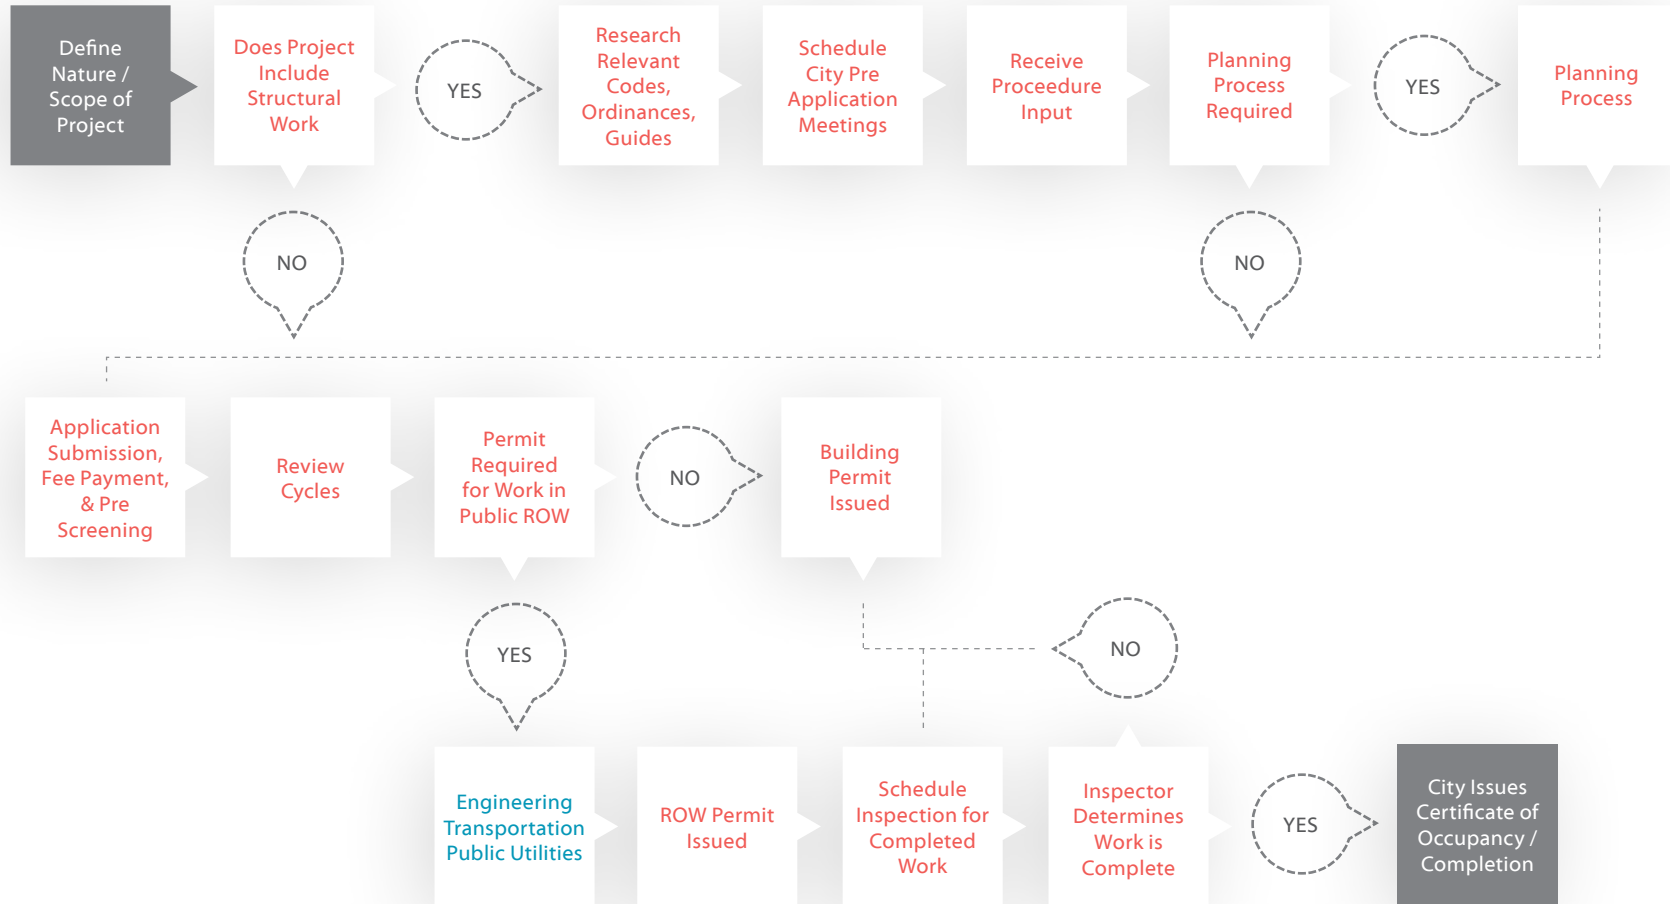 Define
Nature /
Scope of
Project
Does Project
Include
Structural
Work
YES
Research
Relevant
Codes,
Ordinances,
Guides
Schedule
City Pre
Application
Meetings
Receive
Proceedure
Input
Planning
Process
Required
YES
Planning
Process
NO
NO
Application
Submission,
Fee Payment,
& Pre
Screening
Review
Cycles
Permit
Required
for Work in
Public ROW
NO
Building
Permit
Issued
YES
NO
Engineering
Transportation
Public Utilities
ROW Permit
Issued
Schedule
Inspection for
Completed
Work
Inspector
Determines
Work is
Complete
YES
City Issues
Certificate of
Occupancy /
Completion